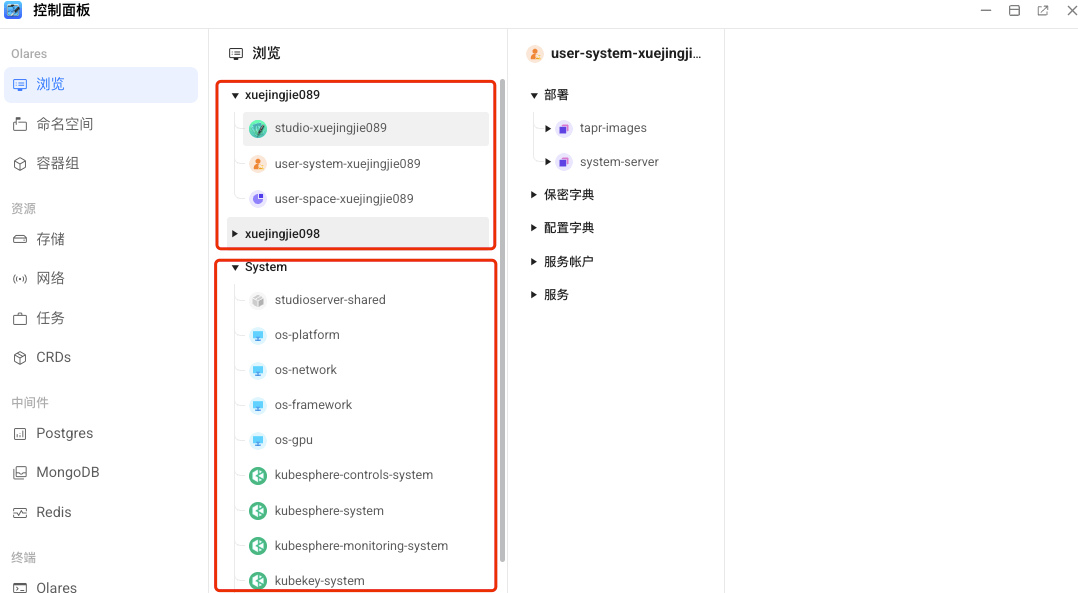 控制面板
Olares
浏览
命名空间
容器组
资源
存储
网络
任务
CRDs
中间件
Postgres
MongoDB
Redis
终端
Olares
浏览
xuejingjie089
studio-xuejingjie089
user-system-xuejingjie089
user-space-xuejingjie089
xuejingjie098
System
studioserver-shared
os-platform
os-network
os-framework
os-gpu
kubesphere-controls-system
kubesphere-system
kubesphere-monitoring-system
kubekey-system
user-system-xuejingji...
部署
tapr-images
system-server
保密字典
配置字典
服务帐户
服务